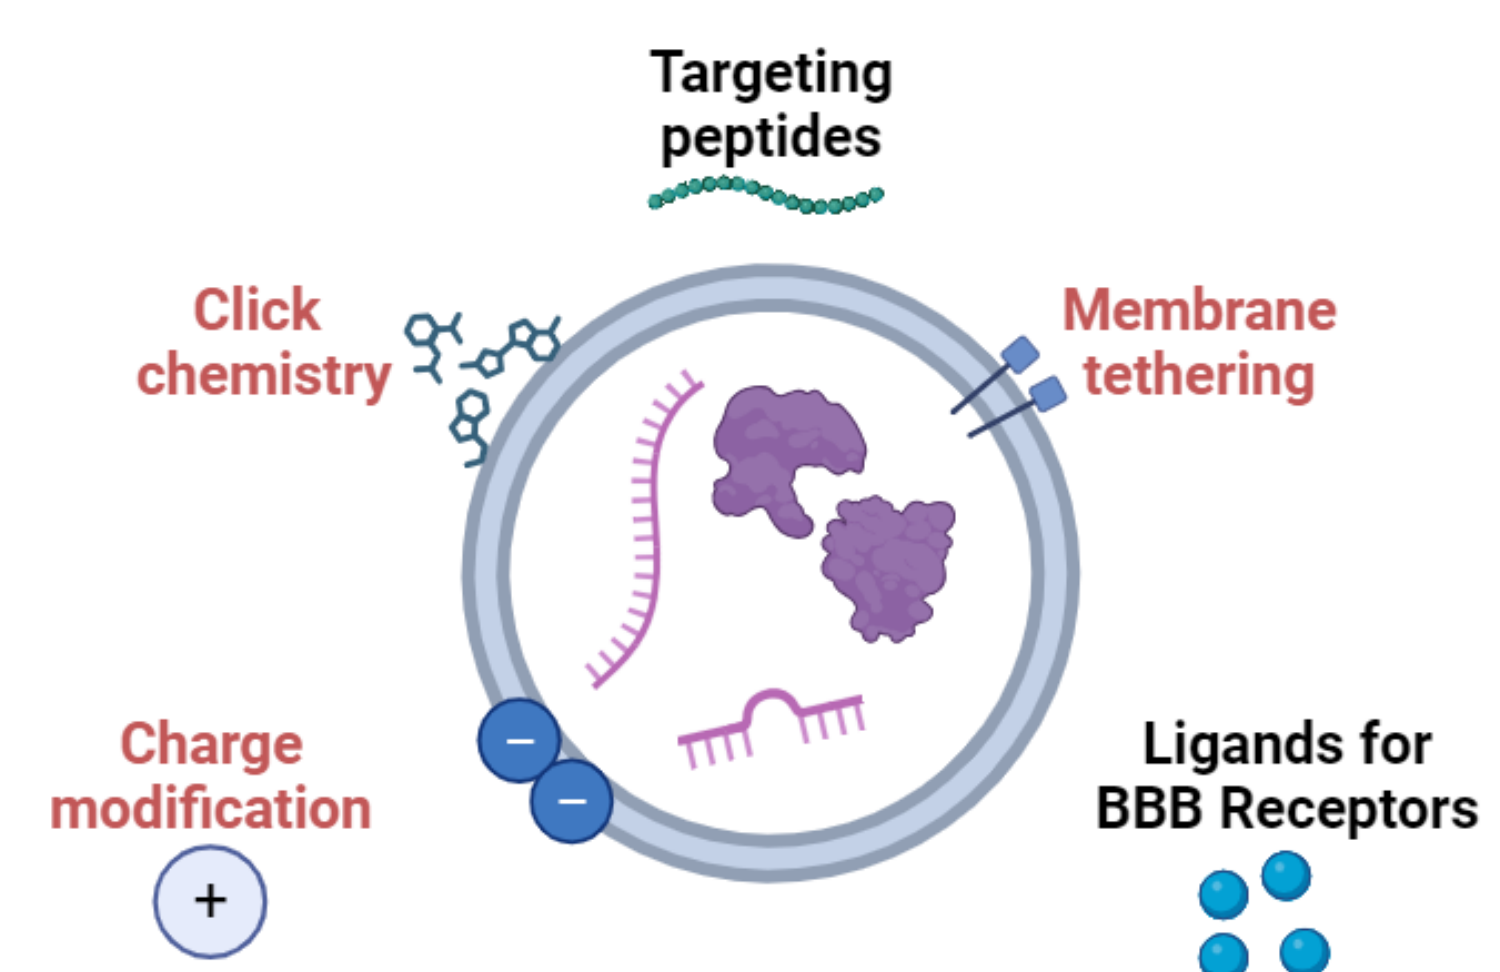 Targeting
peptides
Click
chemistry
Membrane
tethering
Charge
modification
+
−
−
Ligands for
BBB Receptors